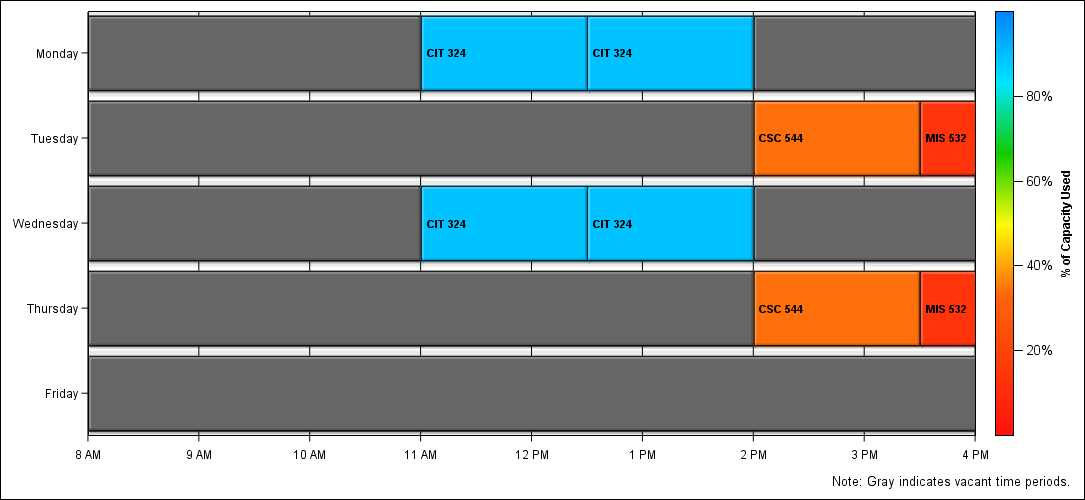 Monday
CIT 324
CIT 324
80%
Tuesday
CSC 544
MIS 532
60%
% of Capacity Used
Wednesday
CIT 324
CIT 324
40%
Thursday
CSC 544
MIS 532
20%
Friday
8 AM 9 AM 10 AM 11 AM 12 PM 1 PM 2 PM 3 PM 4 PM
Note: Gray indicates vacant time periods.